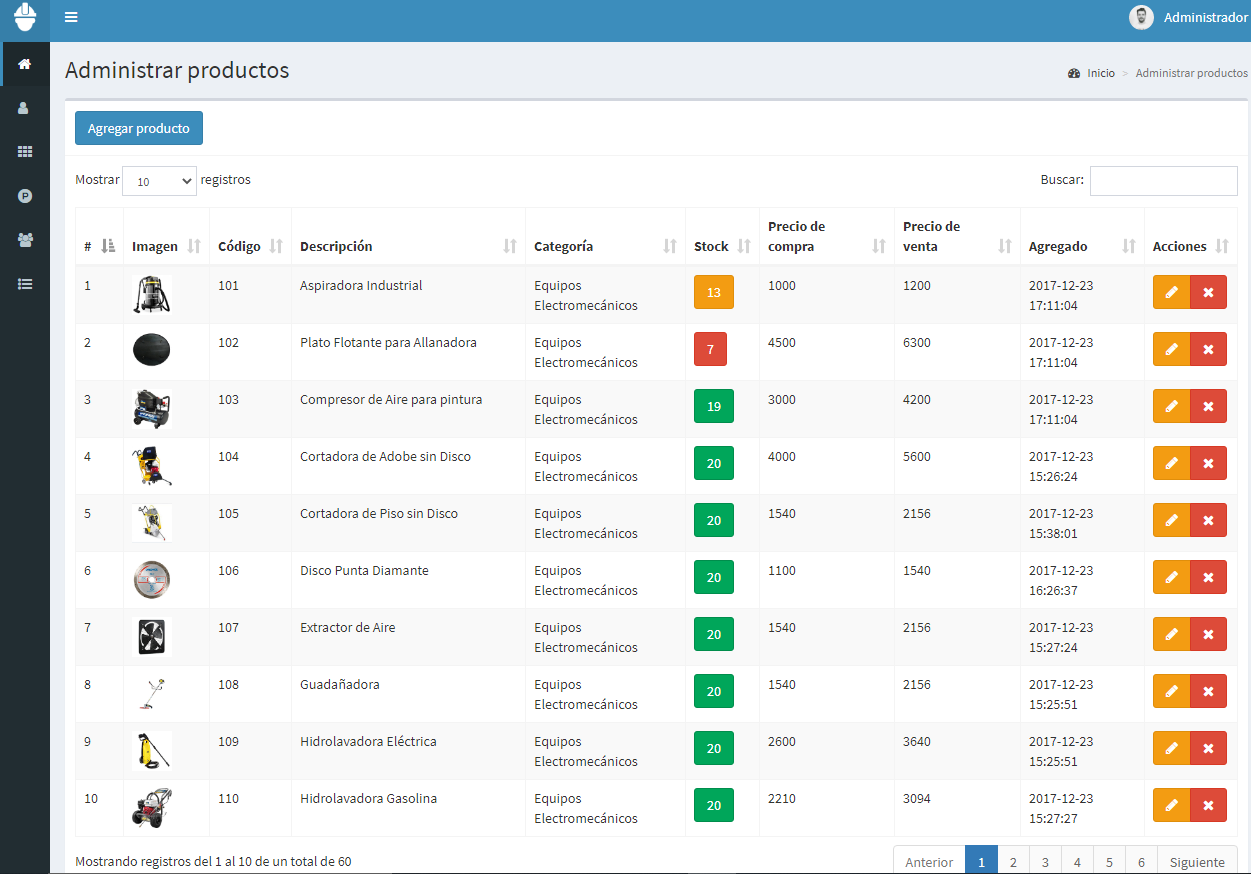 Administrador
Administrar productos
Inicio > Administrar productos
Agregar producto
Mostrar 10 registros
Buscar:
# Imagen Código Descripción Categoría Stock Precio de compra Precio de venta Agregado Acciones
1 101 Aspiradora Industrial Equipos Electromecánicos 13 1000 1200 2017-12-23 17:11:04
2 102 Plato Flotante para Allanadora Equipos Electromecánicos 7 4500 6300 2017-12-23 17:11:04
3 103 Compresor de Aire para pintura Equipos Electromecánicos 19 3000 4200 2017-12-23 17:11:04
4 104 Cortadora de Adobe sin Disco Equipos Electromecánicos 20 4000 5600 2017-12-23 15:26:24
5 105 Cortadora de Piso sin Disco Equipos Electromecánicos 20 1540 2156 2017-12-23 15:38:01
6 106 Disco Punta Diamante Equipos Electromecánicos 20 1100 1540 2017-12-23 16:26:37
7 107 Extractor de Aire Equipos Electromecánicos 20 1540 2156 2017-12-23 15:27:24
8 108 Guadañadora Equipos Electromecánicos 20 1540 2156 2017-12-23 15:25:51
9 109 Hidrolavadora Eléctrica Equipos Electromecánicos 20 2600 3640 2017-12-23 15:25:51
10 110 Hidrolavadora Gasolina Equipos Electromecánicos 20 2210 3094 2017-12-23 15:27:27
Mostrando registros del 1 al 10 de un total de 60
Anterior 1 2 3 4 5 6 Siguiente